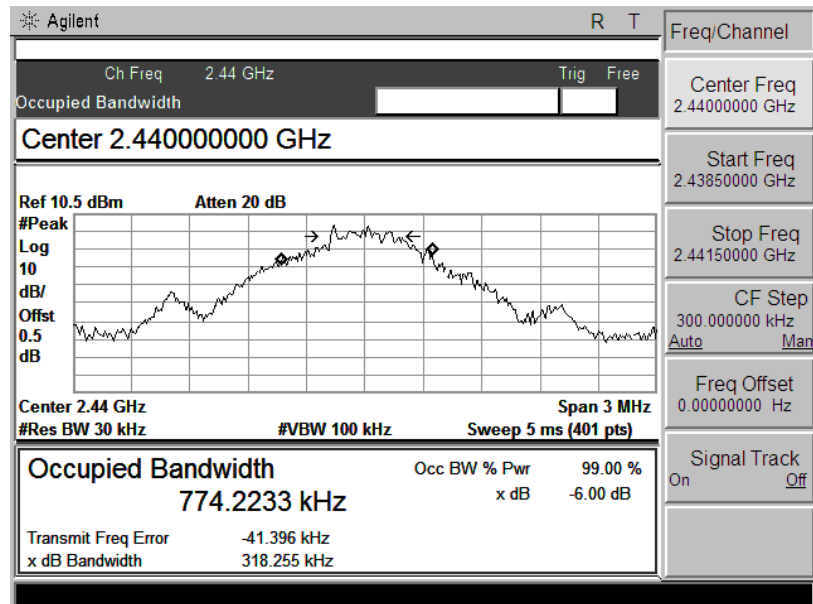 Agilent R T
Freq/Channel
Ch Freq 2.44 GHz Trig Free
Occupied Bandwidth
Center 2.440000000 GHz
Ref 10.5 dBm Atten 20 dB
#Peak
Log
10
dB/
Offst
0.5
dB
Center 2.44 GHz Span 3 MHz
#Res BW 30 kHz #VBW 100 kHz Sweep 5 ms (401 pts)
Occupied Bandwidth Occ BW % Pwr 99.00 %
774.2233 kHz x dB -6.00 dB
Transmit Freq Error -41.396 kHz
x dB Bandwidth 318.255 kHz
Center Freq
2.44000000 GHz
Start Freq
2.43850000 GHz
Stop Freq
2.44150000 GHz
CF Step
300.000000 kHz
Auto Man
Freq Offset
0.00000000 Hz
Signal Track
On Off